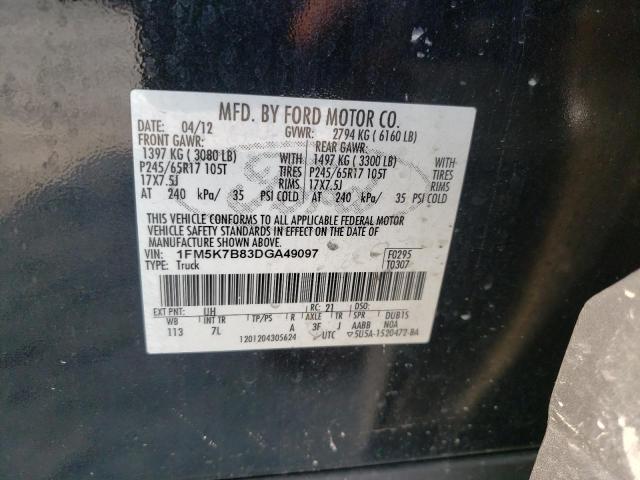 MFD. BY FORD MOTOR CO.
DATE: 04/12 GVWR: 2794 KG ( 6160 LB)
FRONT GAWR: REAR GAWR:
1397 KG ( 3080 LB) WITH 1497 KG ( 3300 LB) WITH
P245/65R17 105T TIRES P245/65R17 105T TIRES
17X7.5J RIMS 17X7.5J RIMS
AT 240 kPa/ 35 PSI COLD AT 240 kPa/ 35 PSI COLD
THIS VEHICLE CONFORMS TO ALL APPLICABLE FEDERAL MOTOR
VEHICLE SAFETY STANDARDS IN EFFECT ON THE DATE OF
MANUFACTURE SHOWN ABOVE.
VIN: 1FM5K7B83DGA49097 F0295
TYPE: Truck T0307
EXT PNT: UH RC: 21 DSO:
WB INT TR TP/PS R AXLE TR SPR DUB1S
113 7L A 3F J AABB N0A
1201204305624 UTC 5U5A-1520472-BA